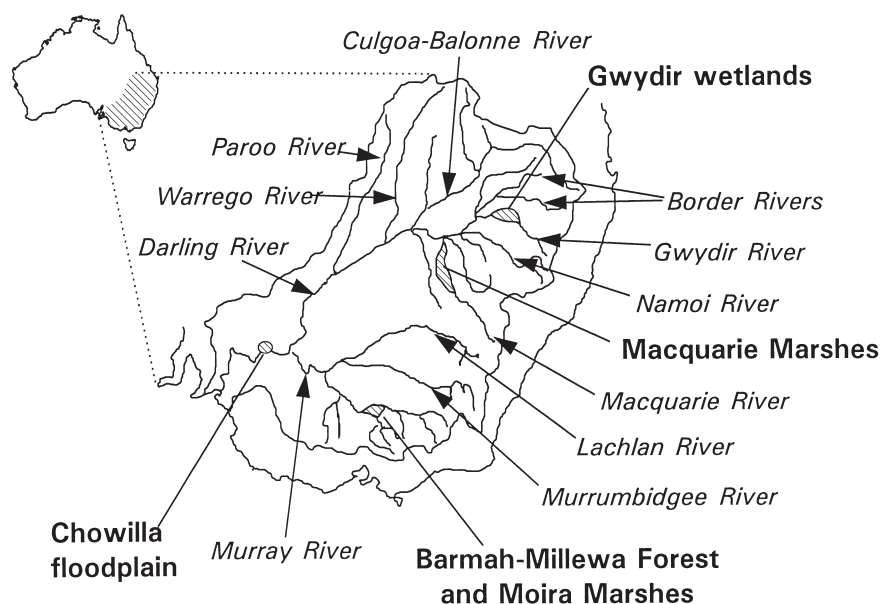 Culgoa-Balonne River
Gwydir wetlands
Paroo River
Warrego River
Border Rivers
Darling River
Gwydir River
Namoi River
Macquarie Marshes
Macquarie River
Lachlan River
Murrumbidgee River
Chowilla
floodplain
Murray River
Barmah-Millewa Forest
and Moira Marshes